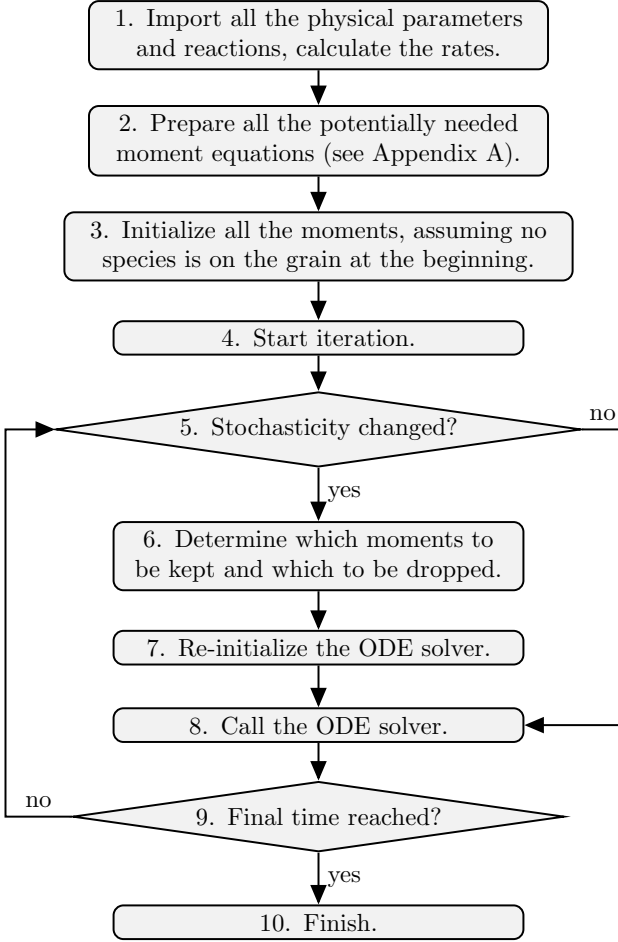 1. Import all the physical parameters
and reactions, calculate the rates.
2. Prepare all the potentially needed
moment equations (see Appendix A).
3. Initialize all the moments, assuming no
species is on the grain at the beginning.
4. Start iteration.
5. Stochasticity changed?
no
yes
6. Determine which moments to
be kept and which to be dropped.
7. Re-initialize the ODE solver.
8. Call the ODE solver.
9. Final time reached?
no
yes
10. Finish.